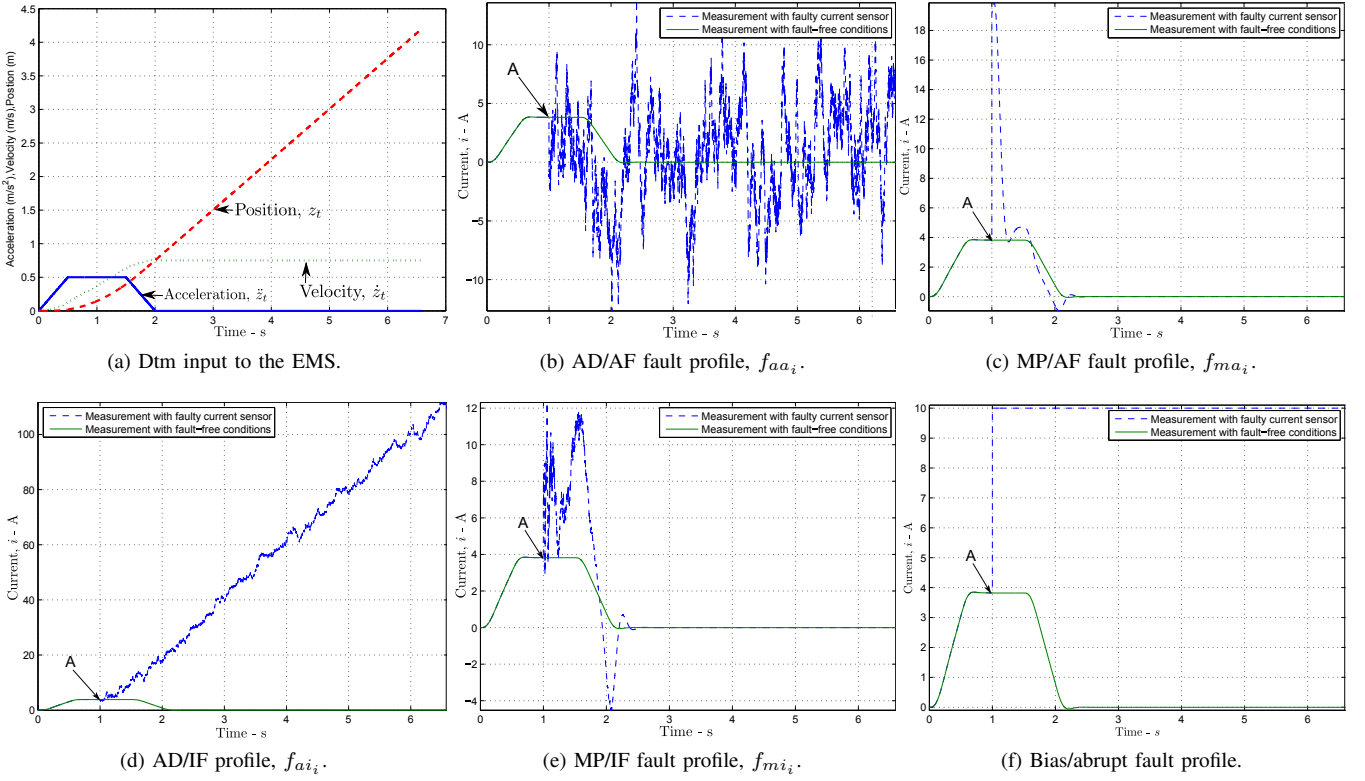 Acceleration (m/s²),Velocity (m/s),Position (m)
4.5
4
3.5
3
2.5
2
1.5
1
0.5
0
Position, z_t
Acceleration, z̈_t
Velocity, ż_t
0 1 2 3 4 5 6 7
Time - s
(a) Dtm input to the EMS.
Measurement with faulty current sensor
Measurement with fault−free conditions
Current, i - A
10
5
0
−5
−10
A
0 1 2 3 4 5 6
Time - s
(b) AD/AF fault profile, f_{aa_i}.
Measurement with faulty current sensor
Measurement with fault−free conditions
Current, i - A
18
16
14
12
10
8
6
4
2
0
A
0 1 2 3 4 5 6
Time - s
(c) MP/AF fault profile, f_{ma_i}.
Measurement with faulty current sensor
Measurement with fault−free conditions
Current, i - A
100
80
60
40
20
0
A
0 1 2 3 4 5 6
Time - s
(d) AD/IF profile, f_{ai_i}.
Measurement with faulty current sensor
Measurement with fault−free conditions
Current, i - A
12
10
8
6
4
2
0
−2
−4
A
0 1 2 3 4 5 6
Time - s
(e) MP/IF fault profile, f_{mi_i}.
Measurement with faulty current sensor
Measurement with fault−free conditions
Current, i - A
10
9
8
7
6
5
4
3
2
1
0
A
0 1 2 3 4 5 6
Time - s
(f) Bias/abrupt fault profile.